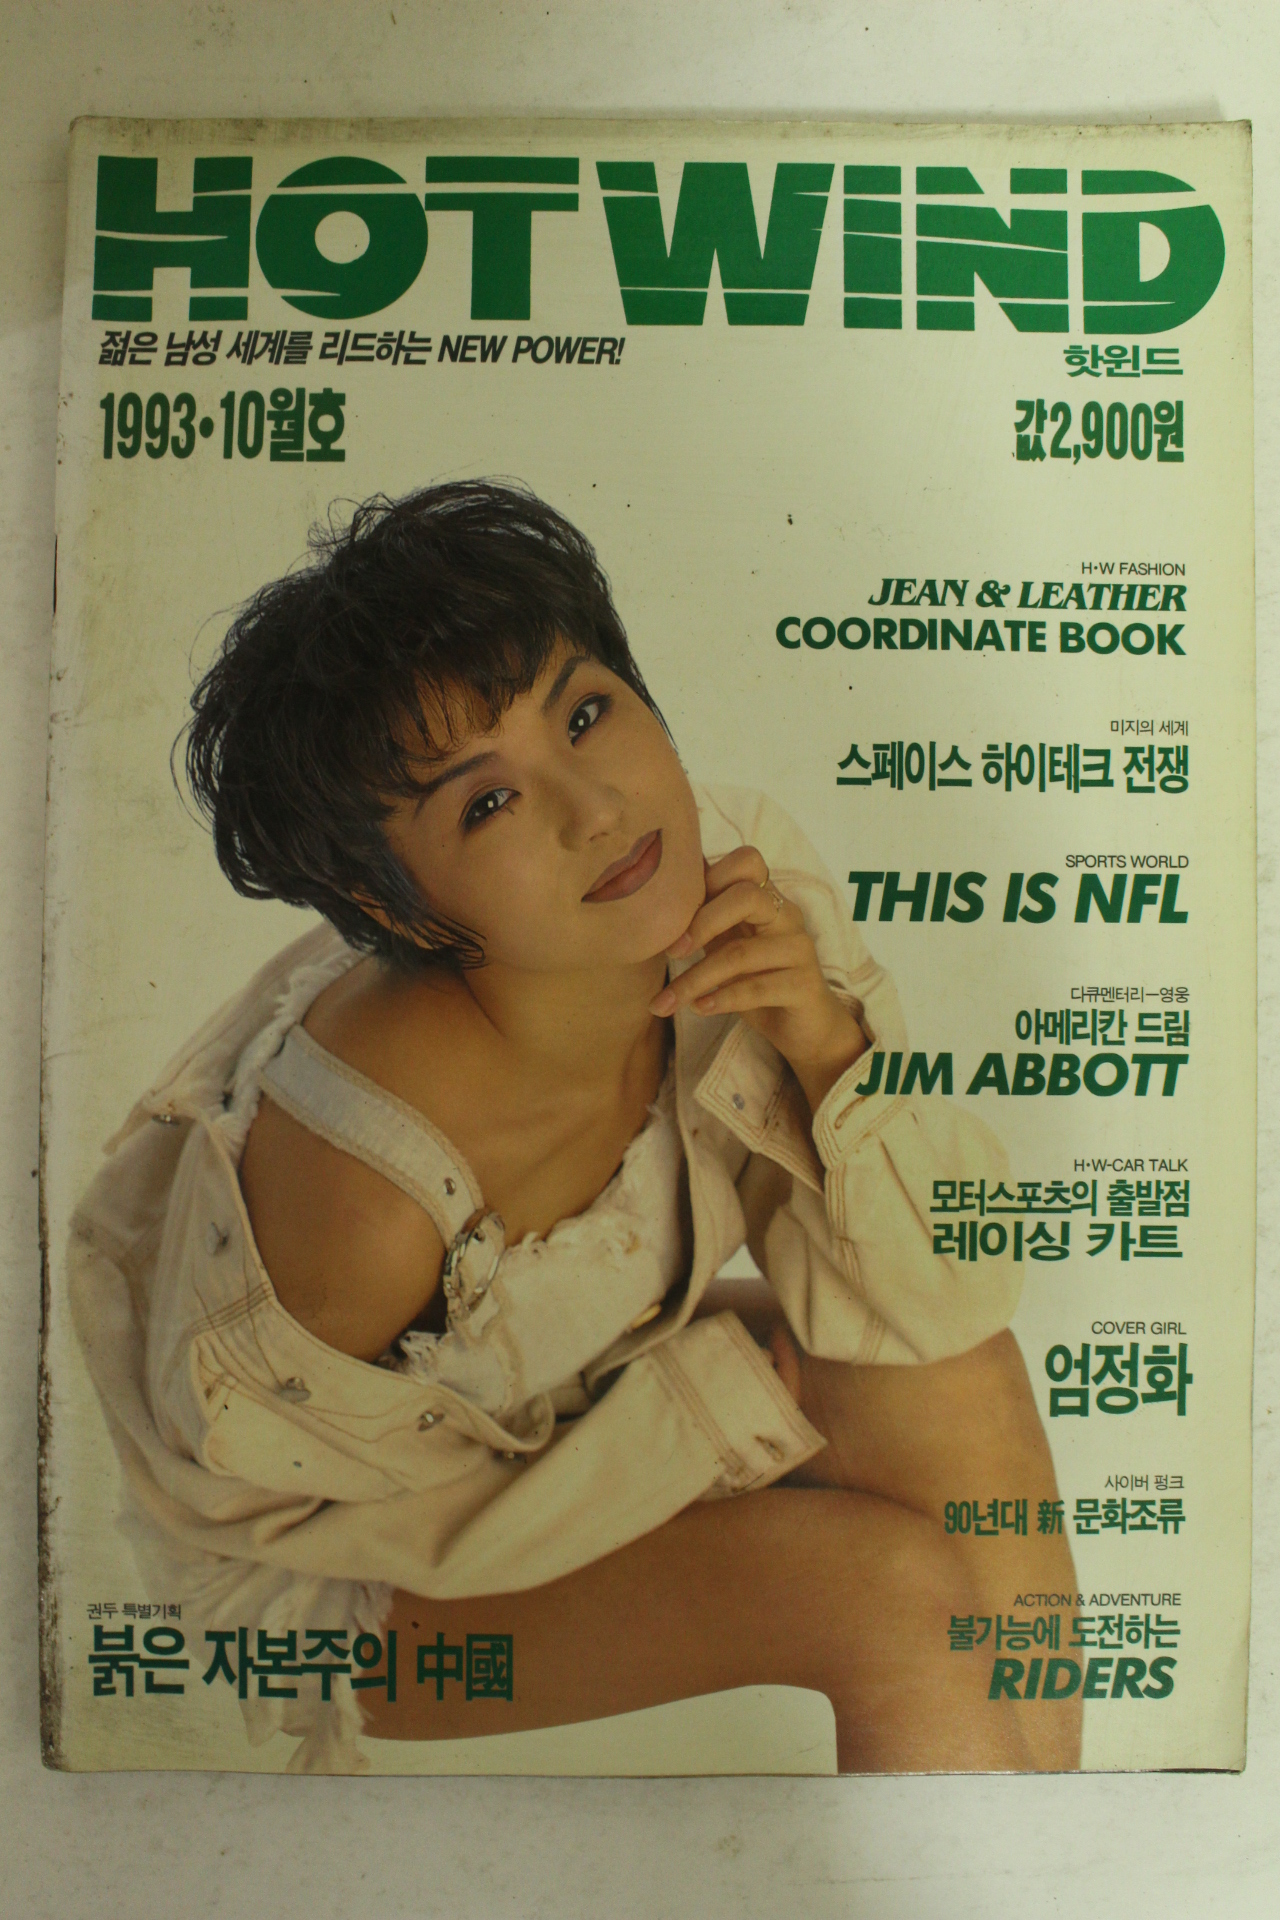 HOT WIND
젊은 남성 세계를 리드하는 NEW POWER!
핫윈드
1993·10월호
값2,900원
H·W FASHION
JEAN & LEATHER
COORDINATE BOOK
미지의 세계
스페이스 하이테크 전쟁
SPORTS WORLD
THIS IS NFL
다큐멘터리-영웅
아메리칸 드림
JIM ABBOTT
H·W-CAR TALK
모터스포츠의 출발점
레이싱 카트
COVER GIRL
엄정화
사이버 펑크
90년대 新 문화조류
ACTION & ADVENTURE
불가능에 도전하는
RIDERS
권두 특별기획
붉은 자본주의 中國